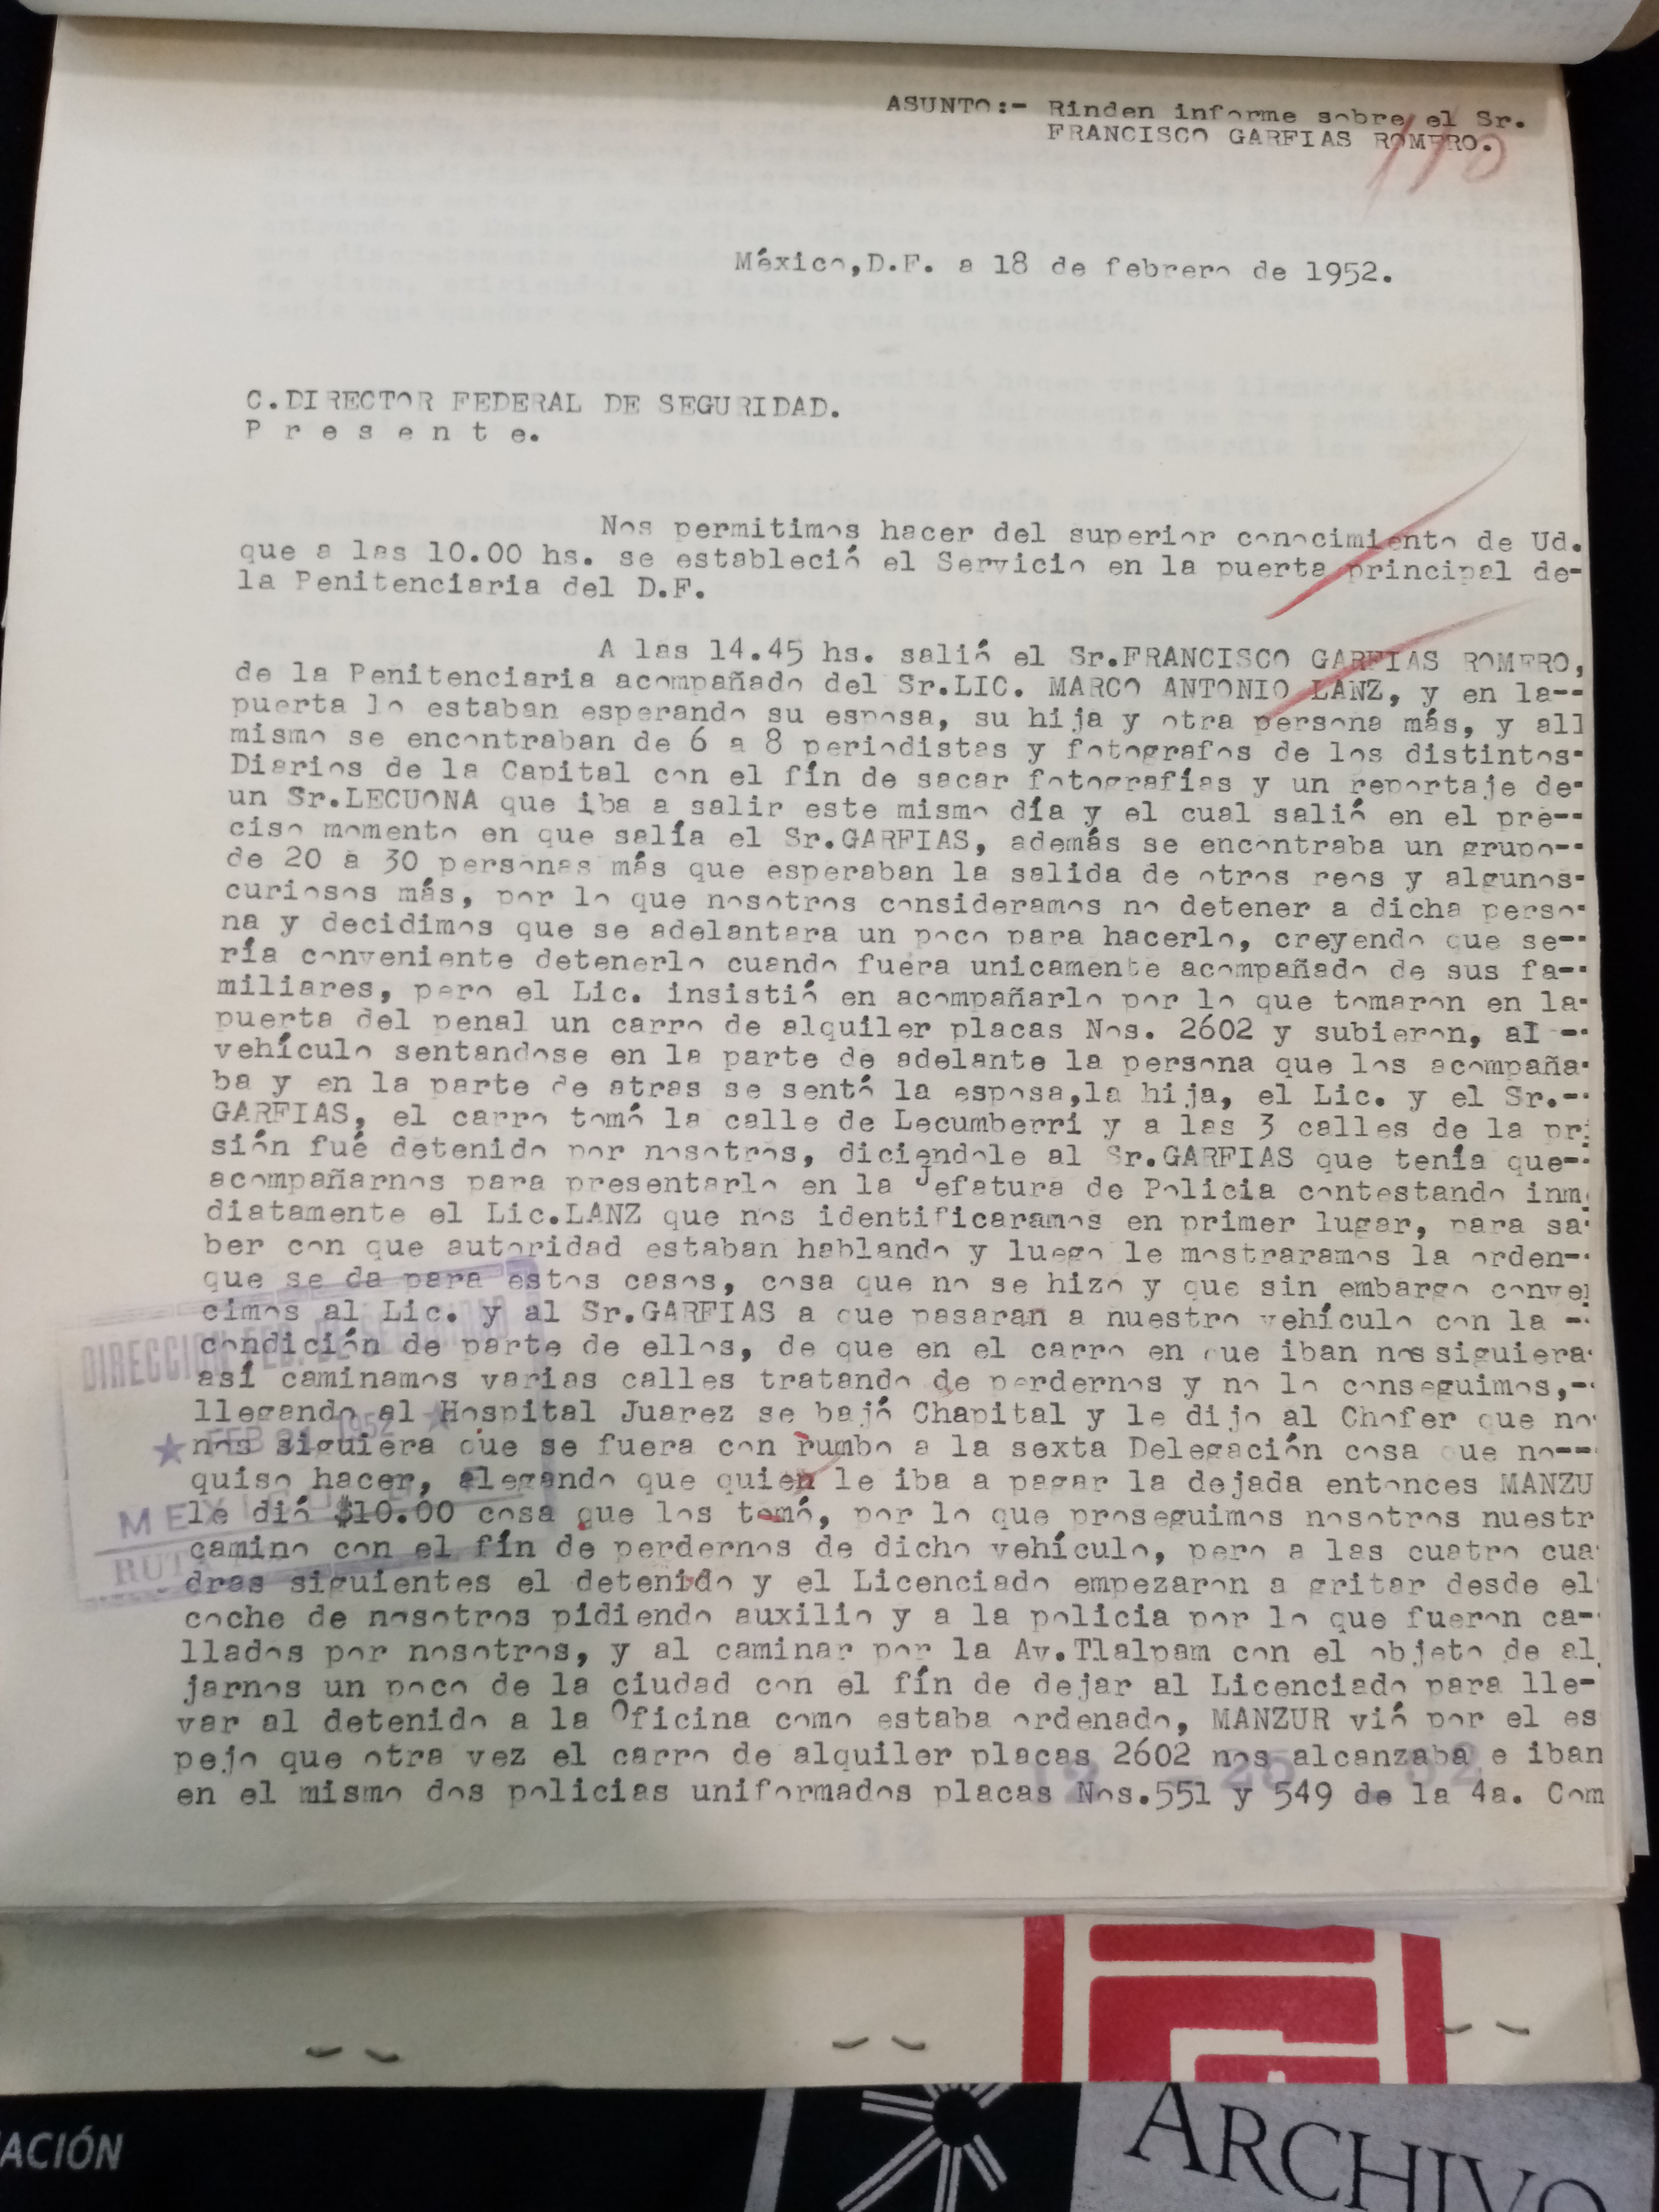 ASUNTO:- Rinden informe sobre el Sr.
FRANCISCO GARFIAS ROMERO.
110
México,D.F. a 18 de febrero de 1952.
C.DIRECTOR FEDERAL DE SEGURIDAD.
P r e s e n t e.
Nos permitimos hacer del superior conocimiento de Ud.
que a las 10.00 hs. se estableció el Servicio en la puerta principal de-
la Penitenciaria del D.F.
A las 14.45 hs. salió el Sr.FRANCISCO GARFIAS ROMERO,
de la Penitenciaria acompañado del Sr.LIC. MARCO ANTONIO LANZ, y en la--
puerta lo estaban esperando su esposa, su hija y otra persona más, y all
mismo se encontraban de 6 a 8 periodistas y fotografos de los distintos-
Diarios de la Capital con el fín de sacar fotografías y un reportaje de-
un Sr.LECUONA que iba a salir este mismo día y el cual salió en el pre--
ciso momento en que salía el Sr.GARFIAS, además se encontraba un grupo--
de 20 a 30 personas más que esperaban la salida de otros reos y algunos-
curiosos más, por lo que nosotros consideramos no detener a dicha perso-
na y decidimos que se adelantara un poco para hacerlo, creyendo que se--
ría conveniente detenerlo cuando fuera unicamente acompañado de sus fa--
miliares, pero el Lic. insistió en acompañarlo por lo que tomaron en la-
puerta del penal un carro de alquiler placas Nos. 2602 y subieron, al --
vehículo sentandose en la parte de adelante la persona que los acompaña-
ba y en la parte de atras se sentó la esposa,la hija, el Lic. y el Sr.--
GARFIAS, el carro tomó la calle de Lecumberri y a las 3 calles de la pri
sión fué detenido por nosotros, diciendole al Sr.GARFIAS que tenía que--
acompañarnos para presentarlo en la Jefatura de Policia contestando inm
diatamente el Lic.LANZ que nos identificaramos en primer lugar, para sa-
ber con que autoridad estaban hablando y luego le mostraramos la orden--
que se da para estos casos, cosa que no se hizo y que sin embargo conven
cimos al Lic. y al Sr.GARFIAS a que pasaran a nuestro vehículo con la --
condición de parte de ellos, de que en el carro en que iban nos siguiera
así caminamos varias calles tratando de perdernos y no lo conseguimos,--
llegando al Hospital Juarez se bajó Chapital y le dijo al Chofer que no
nos siguiera que se fuera con rumbo a la sexta Delegación cosa que no--
quiso hacer, alegando que quien le iba a pagar la dejada entonces MANZU
le dió $10.00 cosa que los tomó, por lo que proseguimos nosotros nuestr
camino con el fín de perdernos de dicho vehículo, pero a las cuatro cua
dras siguientes el detenido y el Licenciado empezaron a gritar desde el
coche de nosotros pidiendo auxilio y a la policia por lo que fueron ca-
llados por nosotros, y al caminar por la Av.Tlalpam con el objeto de al
jarnos un poco de la ciudad con el fín de dejar al Licenciado para lle-
var al detenido a la Oficina como estaba ordenado, MANZUR vió por el es
pejo que otra vez el carro de alquiler placas 2602 nos alcanzaba e iban
en el mismo dos policias uniformados placas Nos.551 y 549 de la 4a. Com
DIRECCION FED. DE SEGURIDAD
FEB 1952
MEX
RUT
ACIÓN
ARCHIVO